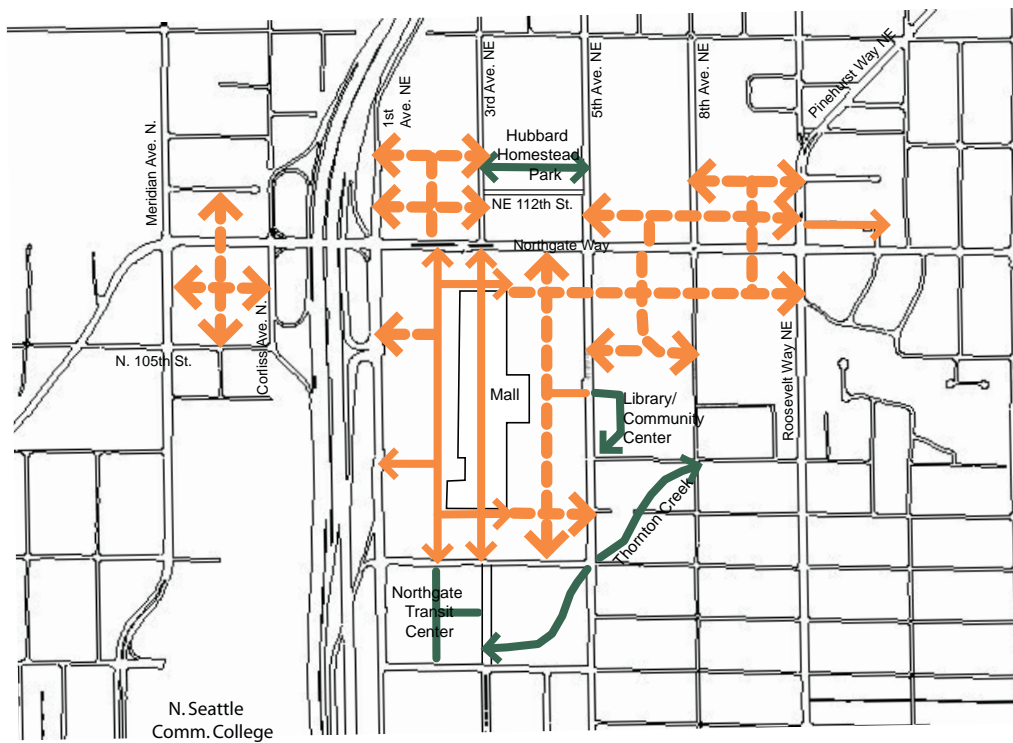 Meridian Ave. N.
1st
Ave. NE
3rd Ave. NE
5th Ave. NE
8th Ave. NE
Pinehurst Way NE
Hubbard
Homestead
Park
NE 112th St.
Northgate Way
Corliss Ave. N.
N. 105th St.
Mall
Library/
Community
Center
Roosevelt Way NE
Thornton Creek
Northgate
Transit
Center
N. Seattle
Comm. College